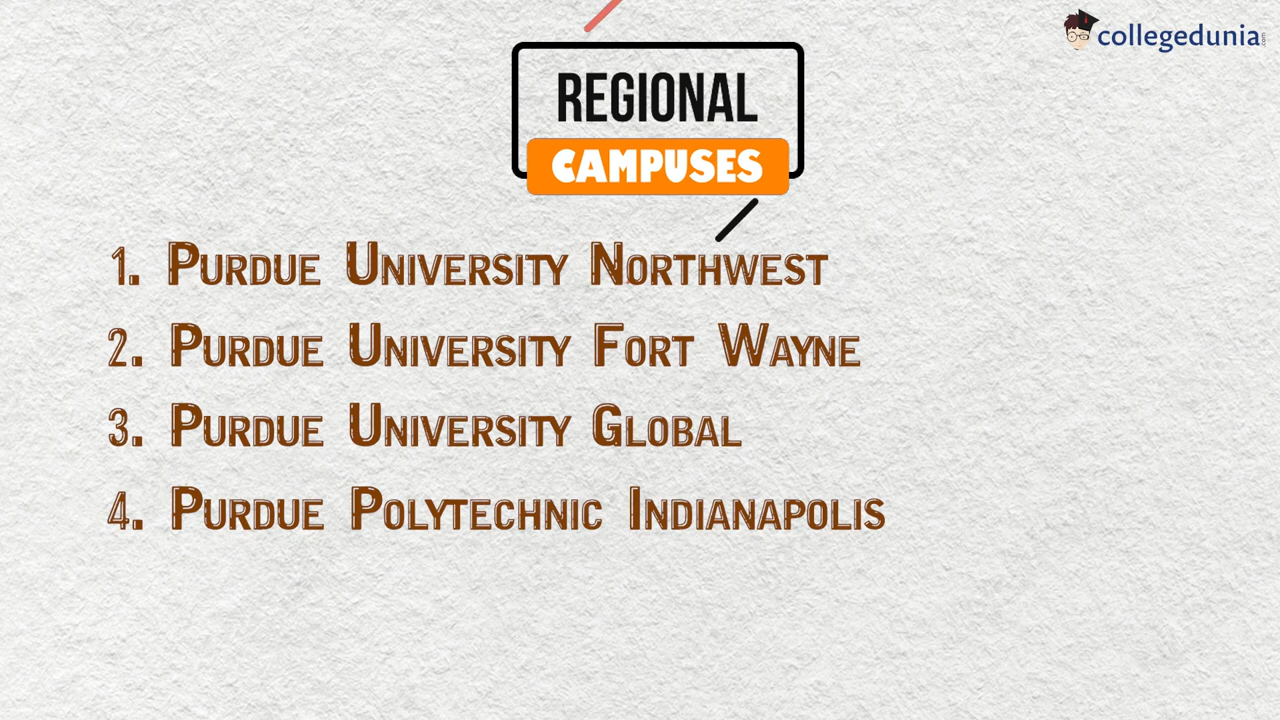 collegedunia
.com
REGIONAL
CAMPUSES
1. PURDUE UNIVERSITY NORTHWEST
2. PURDUE UNIVERSITY FORT WAYNE
3. PURDUE UNIVERSITY GLOBAL
4. PURDUE POLYTECHNIC INDIANAPOLIS